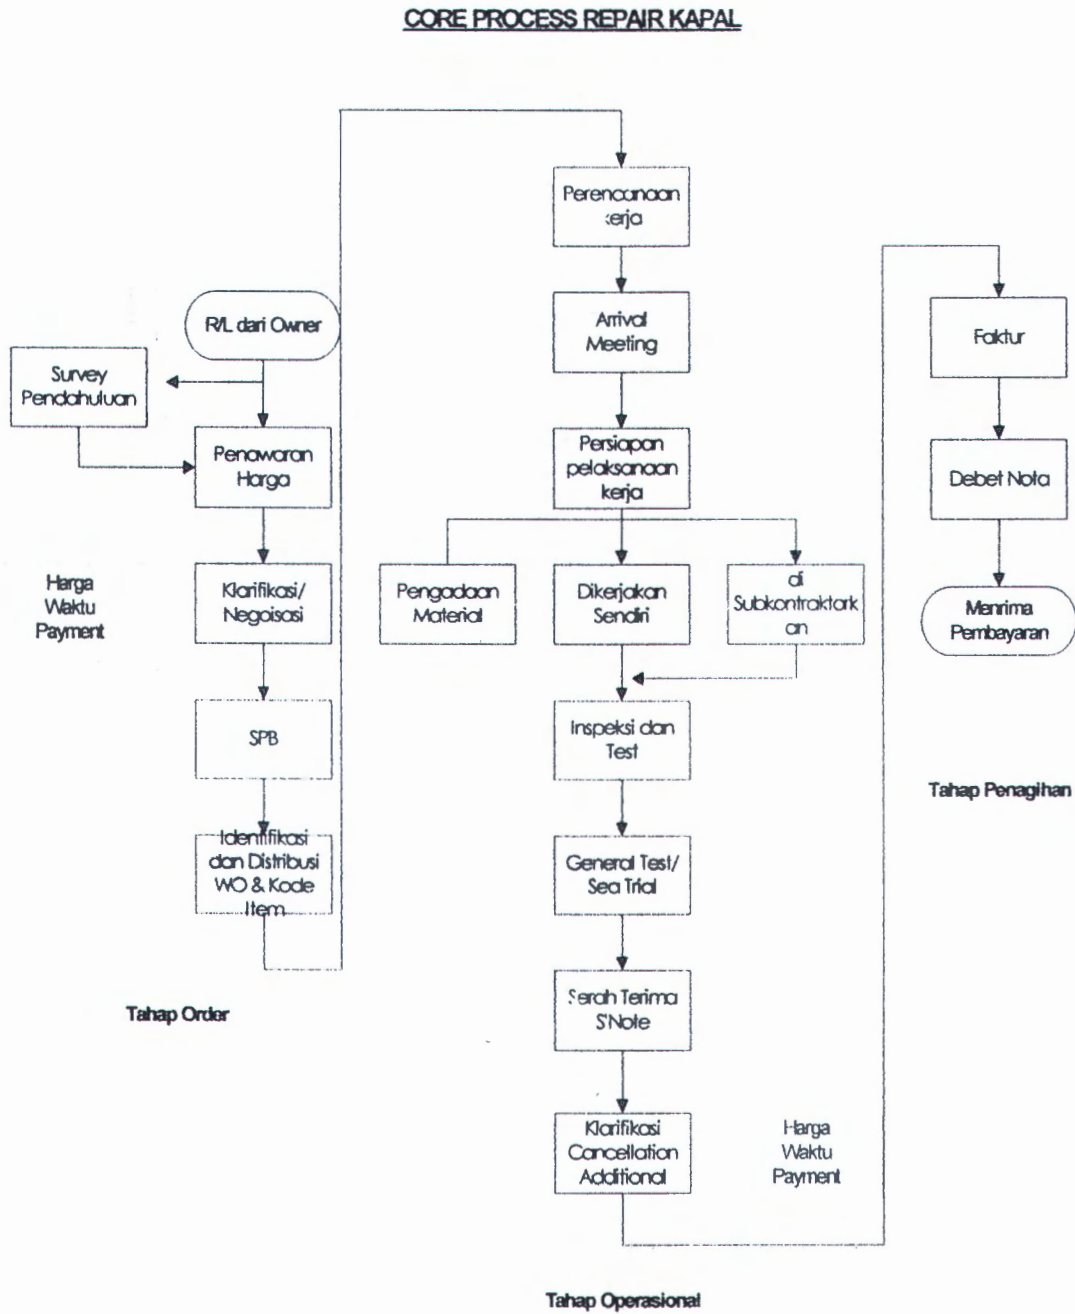 CORE PROCESS REPAIR KAPAL
R/L dari Owner
Survey
Pendahuluan
Penawaran
Harga
Harga
Waktu
Payment
Klarifikasi/
Negoisasi
SPB
Identifikasi
dan Distribusi
WO & Kode
Item
Tahap Order
Perencanaan
kerja
Arrival
Meeting
Persiapan
pelaksanaan
kerja
Pengadaan
Material
Dikerjakan
Sendiri
di
Subkontraktark
an
Inspeksi dan
Test
General Test/
Sea Trial
Serah Terima
S'Note
Klarifikasi
Cancellation
Additional
Harga
Waktu
Payment
Tahap Operasional
Faktur
Debet Nota
Menrima
Pembayaran
Tahap Penagihan